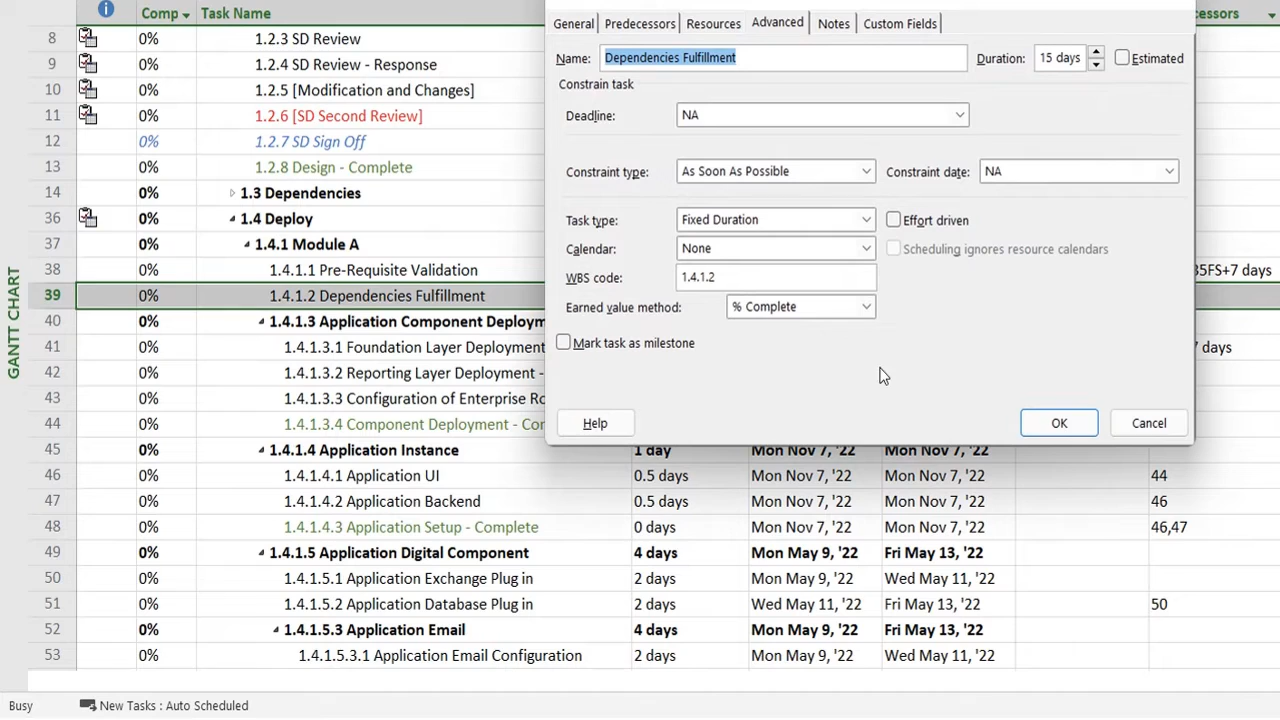 Comp Task Name
General Predecessors Resources Advanced Notes Custom Fields
Name: Dependencies Fulfillment Duration: 15 days Estimated
Constrain task
Deadline: NA
Constraint type: As Soon As Possible Constraint date: NA
Task type: Fixed Duration Effort driven
Calendar: None Scheduling ignores resource calendars
WBS code: 1.4.1.2
Earned value method: % Complete
Mark task as milestone
Help OK Cancel
cessors
8 0% 1.2.3 SD Review
9 0% 1.2.4 SD Review - Response
10 0% 1.2.5 [Modification and Changes]
11 0% 1.2.6 [SD Second Review]
12 0% 1.2.7 SD Sign Off
13 0% 1.2.8 Design - Complete
14 0% 1.3 Dependencies
36 0% 1.4 Deploy
37 0% 1.4.1 Module A
38 0% 1.4.1.1 Pre-Requisite Validation 35FS+7 days
39 0% 1.4.1.2 Dependencies Fulfillment
40 0% 1.4.1.3 Application Component Deploym
41 0% 1.4.1.3.1 Foundation Layer Deployment 7 days
42 0% 1.4.1.3.2 Reporting Layer Deployment -
43 0% 1.4.1.3.3 Configuration of Enterprise Ro
44 0% 1.4.1.3.4 Component Deployment - Con
45 0% 1.4.1.4 Application Instance 1 day Mon Nov 7, '22 Mon Nov 7, '22
46 0% 1.4.1.4.1 Application UI 0.5 days Mon Nov 7, '22 Mon Nov 7, '22 44
47 0% 1.4.1.4.2 Application Backend 0.5 days Mon Nov 7, '22 Mon Nov 7, '22 46
48 0% 1.4.1.4.3 Application Setup - Complete 0 days Mon Nov 7, '22 Mon Nov 7, '22 46,47
49 0% 1.4.1.5 Application Digital Component 4 days Mon May 9, '22 Fri May 13, '22
50 0% 1.4.1.5.1 Application Exchange Plug in 2 days Mon May 9, '22 Wed May 11, '22
51 0% 1.4.1.5.2 Application Database Plug in 2 days Wed May 11, '22 Fri May 13, '22 50
52 0% 1.4.1.5.3 Application Email 4 days Mon May 9, '22 Fri May 13, '22
53 0% 1.4.1.5.3.1 Application Email Configuration 2 days Mon May 9, '22 Wed May 11, '22
GANTT CHART
Busy New Tasks : Auto Scheduled